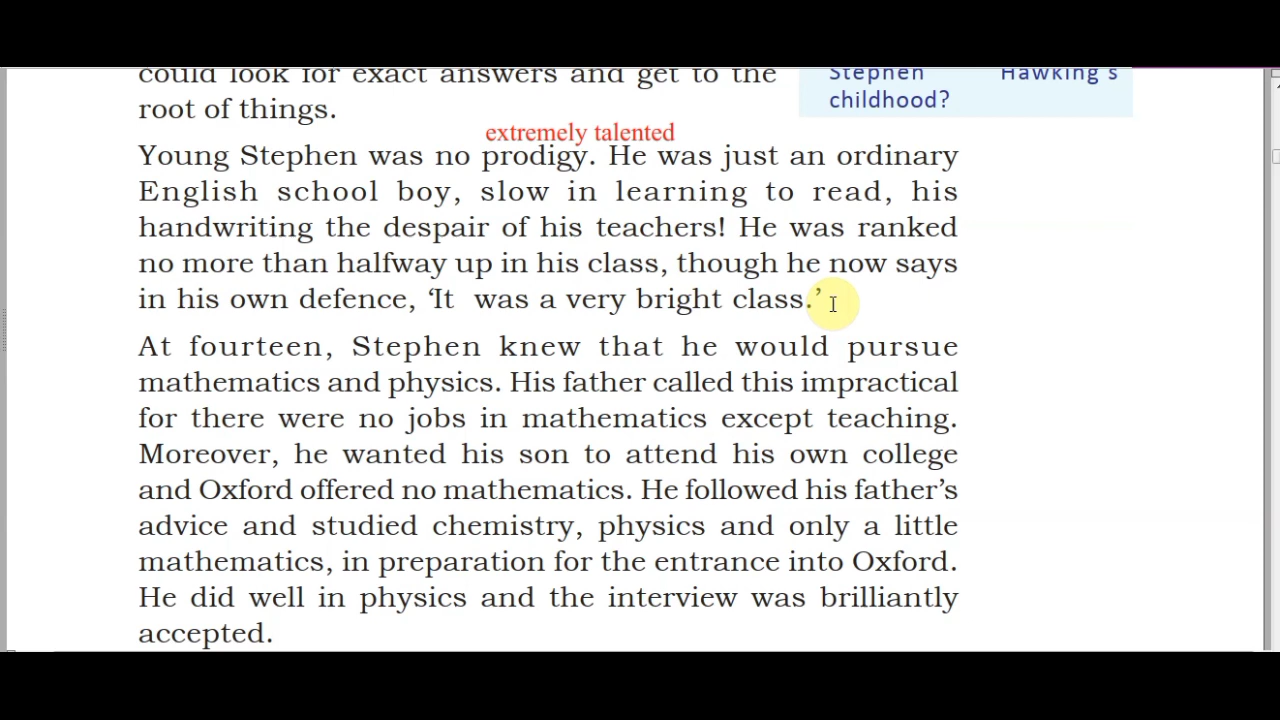 could look for exact answers and get to the
root of things.
Stephen Hawking's
childhood?
extremely talented
Young Stephen was no prodigy. He was just an ordinary
English school boy, slow in learning to read, his
handwriting the despair of his teachers! He was ranked
no more than halfway up in his class, though he now says
in his own defence, ‘It was a very bright class.’
At fourteen, Stephen knew that he would pursue
mathematics and physics. His father called this impractical
for there were no jobs in mathematics except teaching.
Moreover, he wanted his son to attend his own college
and Oxford offered no mathematics. He followed his father’s
advice and studied chemistry, physics and only a little
mathematics, in preparation for the entrance into Oxford.
He did well in physics and the interview was brilliantly
accepted.